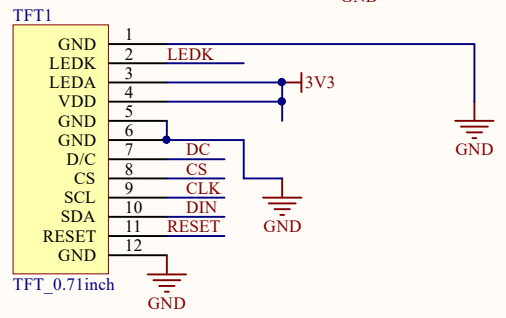 GND
TFT1
GND 1
LEDK 2 LEDK
LEDA 3 3V3
VDD 4
GND 5
GND 6
D/C 7 DC
CS 8 CS
SCL 9 CLK
SDA 10 DIN
RESET 11 RESET
GND 12
GND
GND
TFT_0.71inch
GND